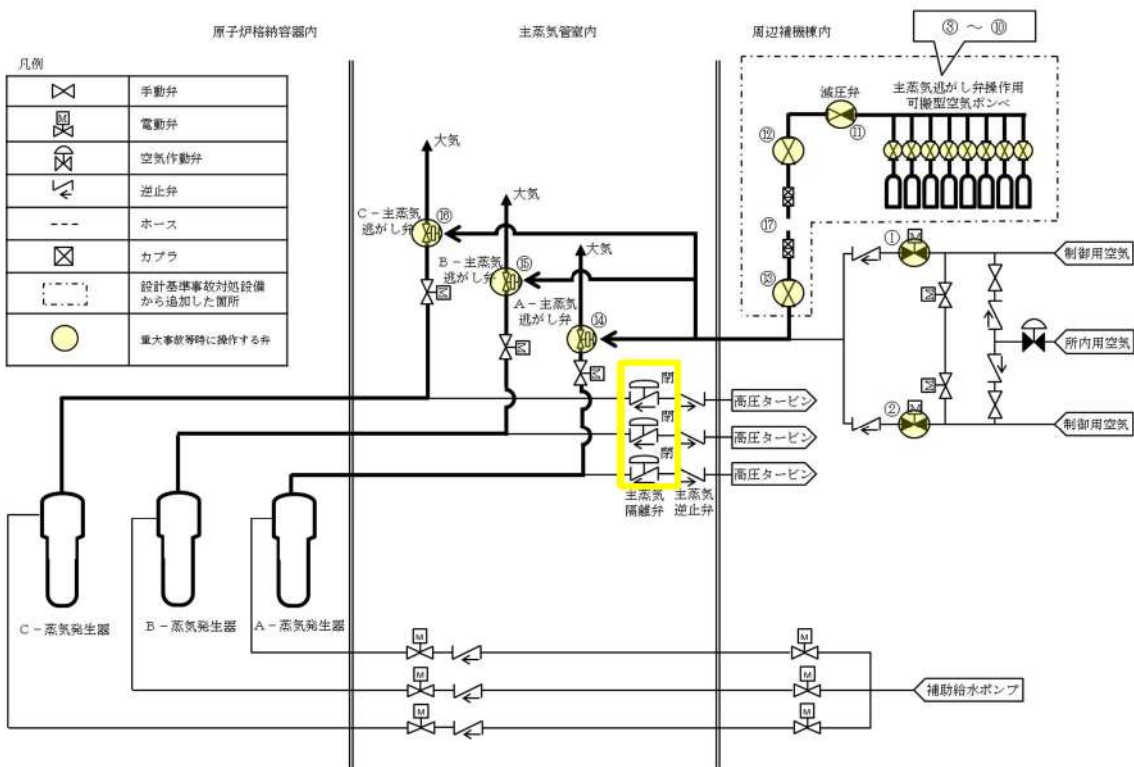 原子炉格納容器内
主蒸気管室内
周辺補機棟内
③ ～ ⑩
凡例
手動弁
M
電動弁
空気作動弁
逆止弁
ホース
カプラ
設計基準事故対処設備
から追加した箇所
重大事故等時に操作する弁
減圧弁
⑪
主蒸気逃がし弁操作用
可搬型空気ボンベ
⑫
⑰
⑬
大気
C－主蒸気
逃がし弁
⑯
M
大気
B－主蒸気
逃がし弁
⑮
M
大気
A－主蒸気
逃がし弁
⑭
M
①
M
制御用空気
M
所内用空気
M
②
M
制御用空気
閉
高圧タービン
閉
高圧タービン
閉
高圧タービン
主蒸気
隔離弁
主蒸気
逆止弁
C－蒸気発生器
B－蒸気発生器
A－蒸気発生器
M
M
M
M
補助給水ポンプ
M
M